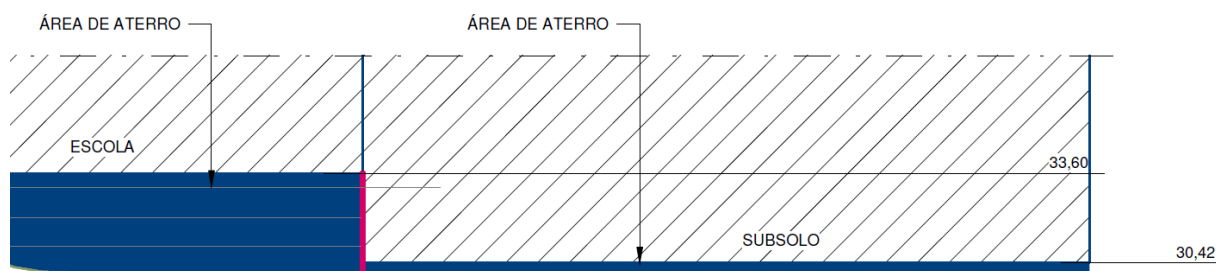 ÁREA DE ATERRO
ÁREA DE ATERRO
ESCOLA
33,60
SUBSOLO
30,42